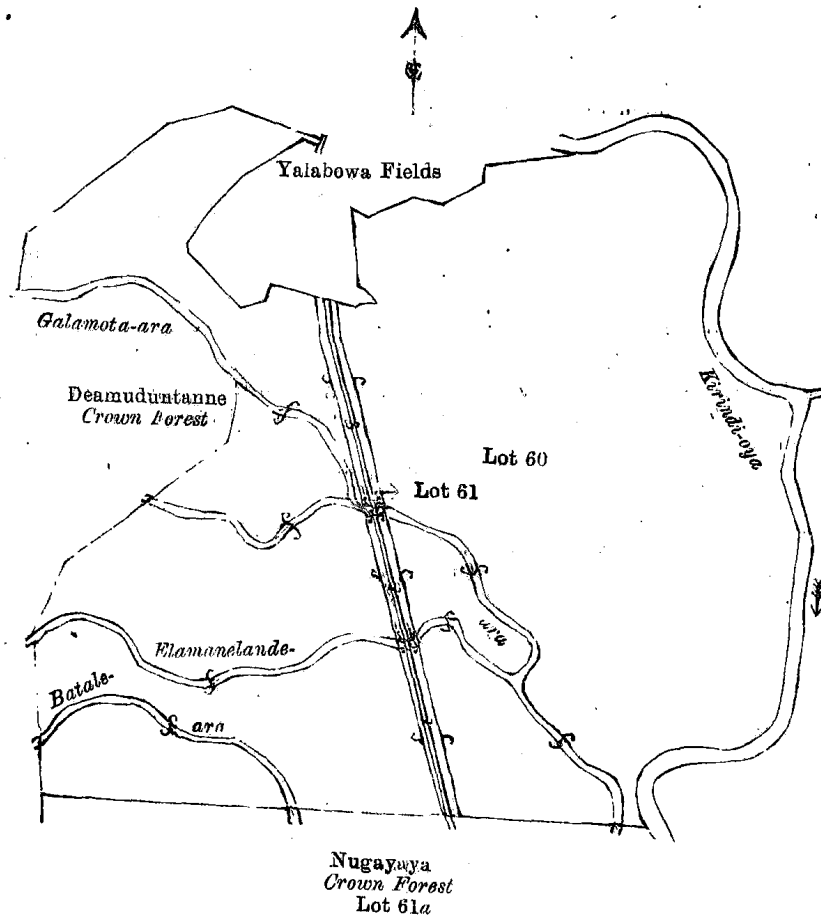 Yalabowa Fields
Galamota-ara
Deamuduntanne
Crown Forest
Kirindi-oya
Lot 60
Lot 61
Elamanelande-
ara
Batale-
ara
Nugayaya
Crown Forest
Lot 61a